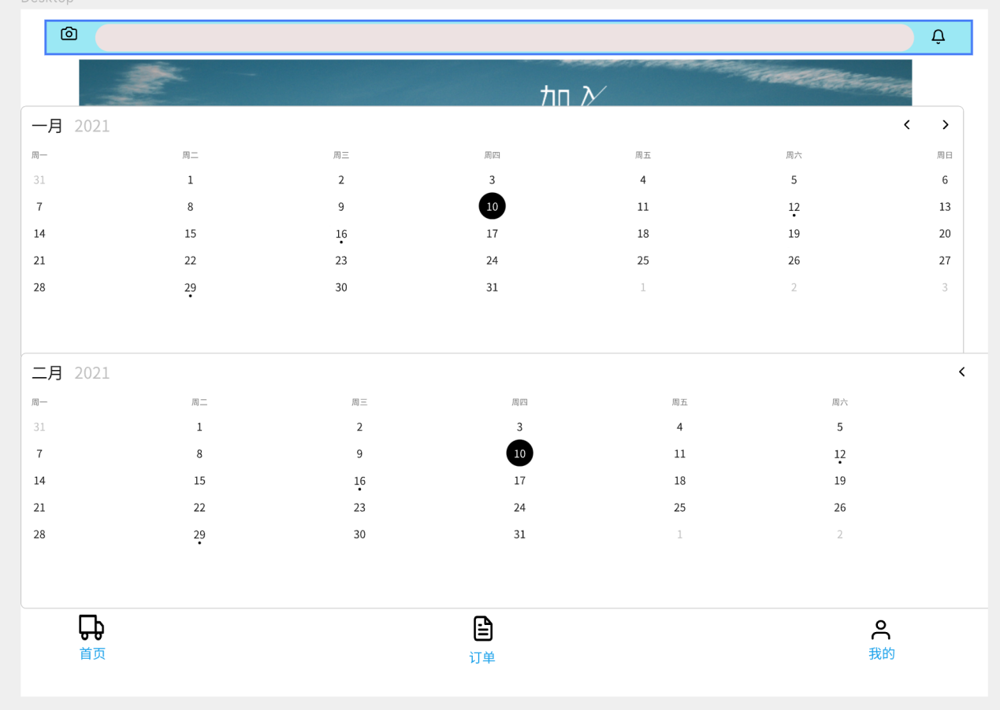 Desktop
加入
一月 2021
周一 周二 周三 周四 周五 周六 周日
31 1 2 3 4 5 6
7 8 9 10 11 12 13
14 15 16 17 18 19 20
21 22 23 24 25 26 27
28 29 30 31 1 2 3
二月 2021
周一 周二 周三 周四 周五 周六
31 1 2 3 4 5
7 8 9 10 11 12
14 15 16 17 18 19
21 22 23 24 25 26
28 29 30 31 1 2
首页 订单 我的